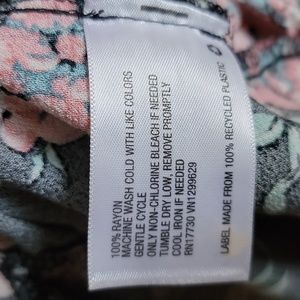 100% RAYON
MACHINE WASH COLD WITH LIKE COLORS
GENTLE CYCLE
ONLY NON-CHLORINE BLEACH IF NEEDED
TUMBLE DRY LOW, REMOVE PROMPTLY
COOL IRON IF NEEDED
RN17730 VN1299629
LABEL MADE FROM 100% RECYCLED PLASTIC